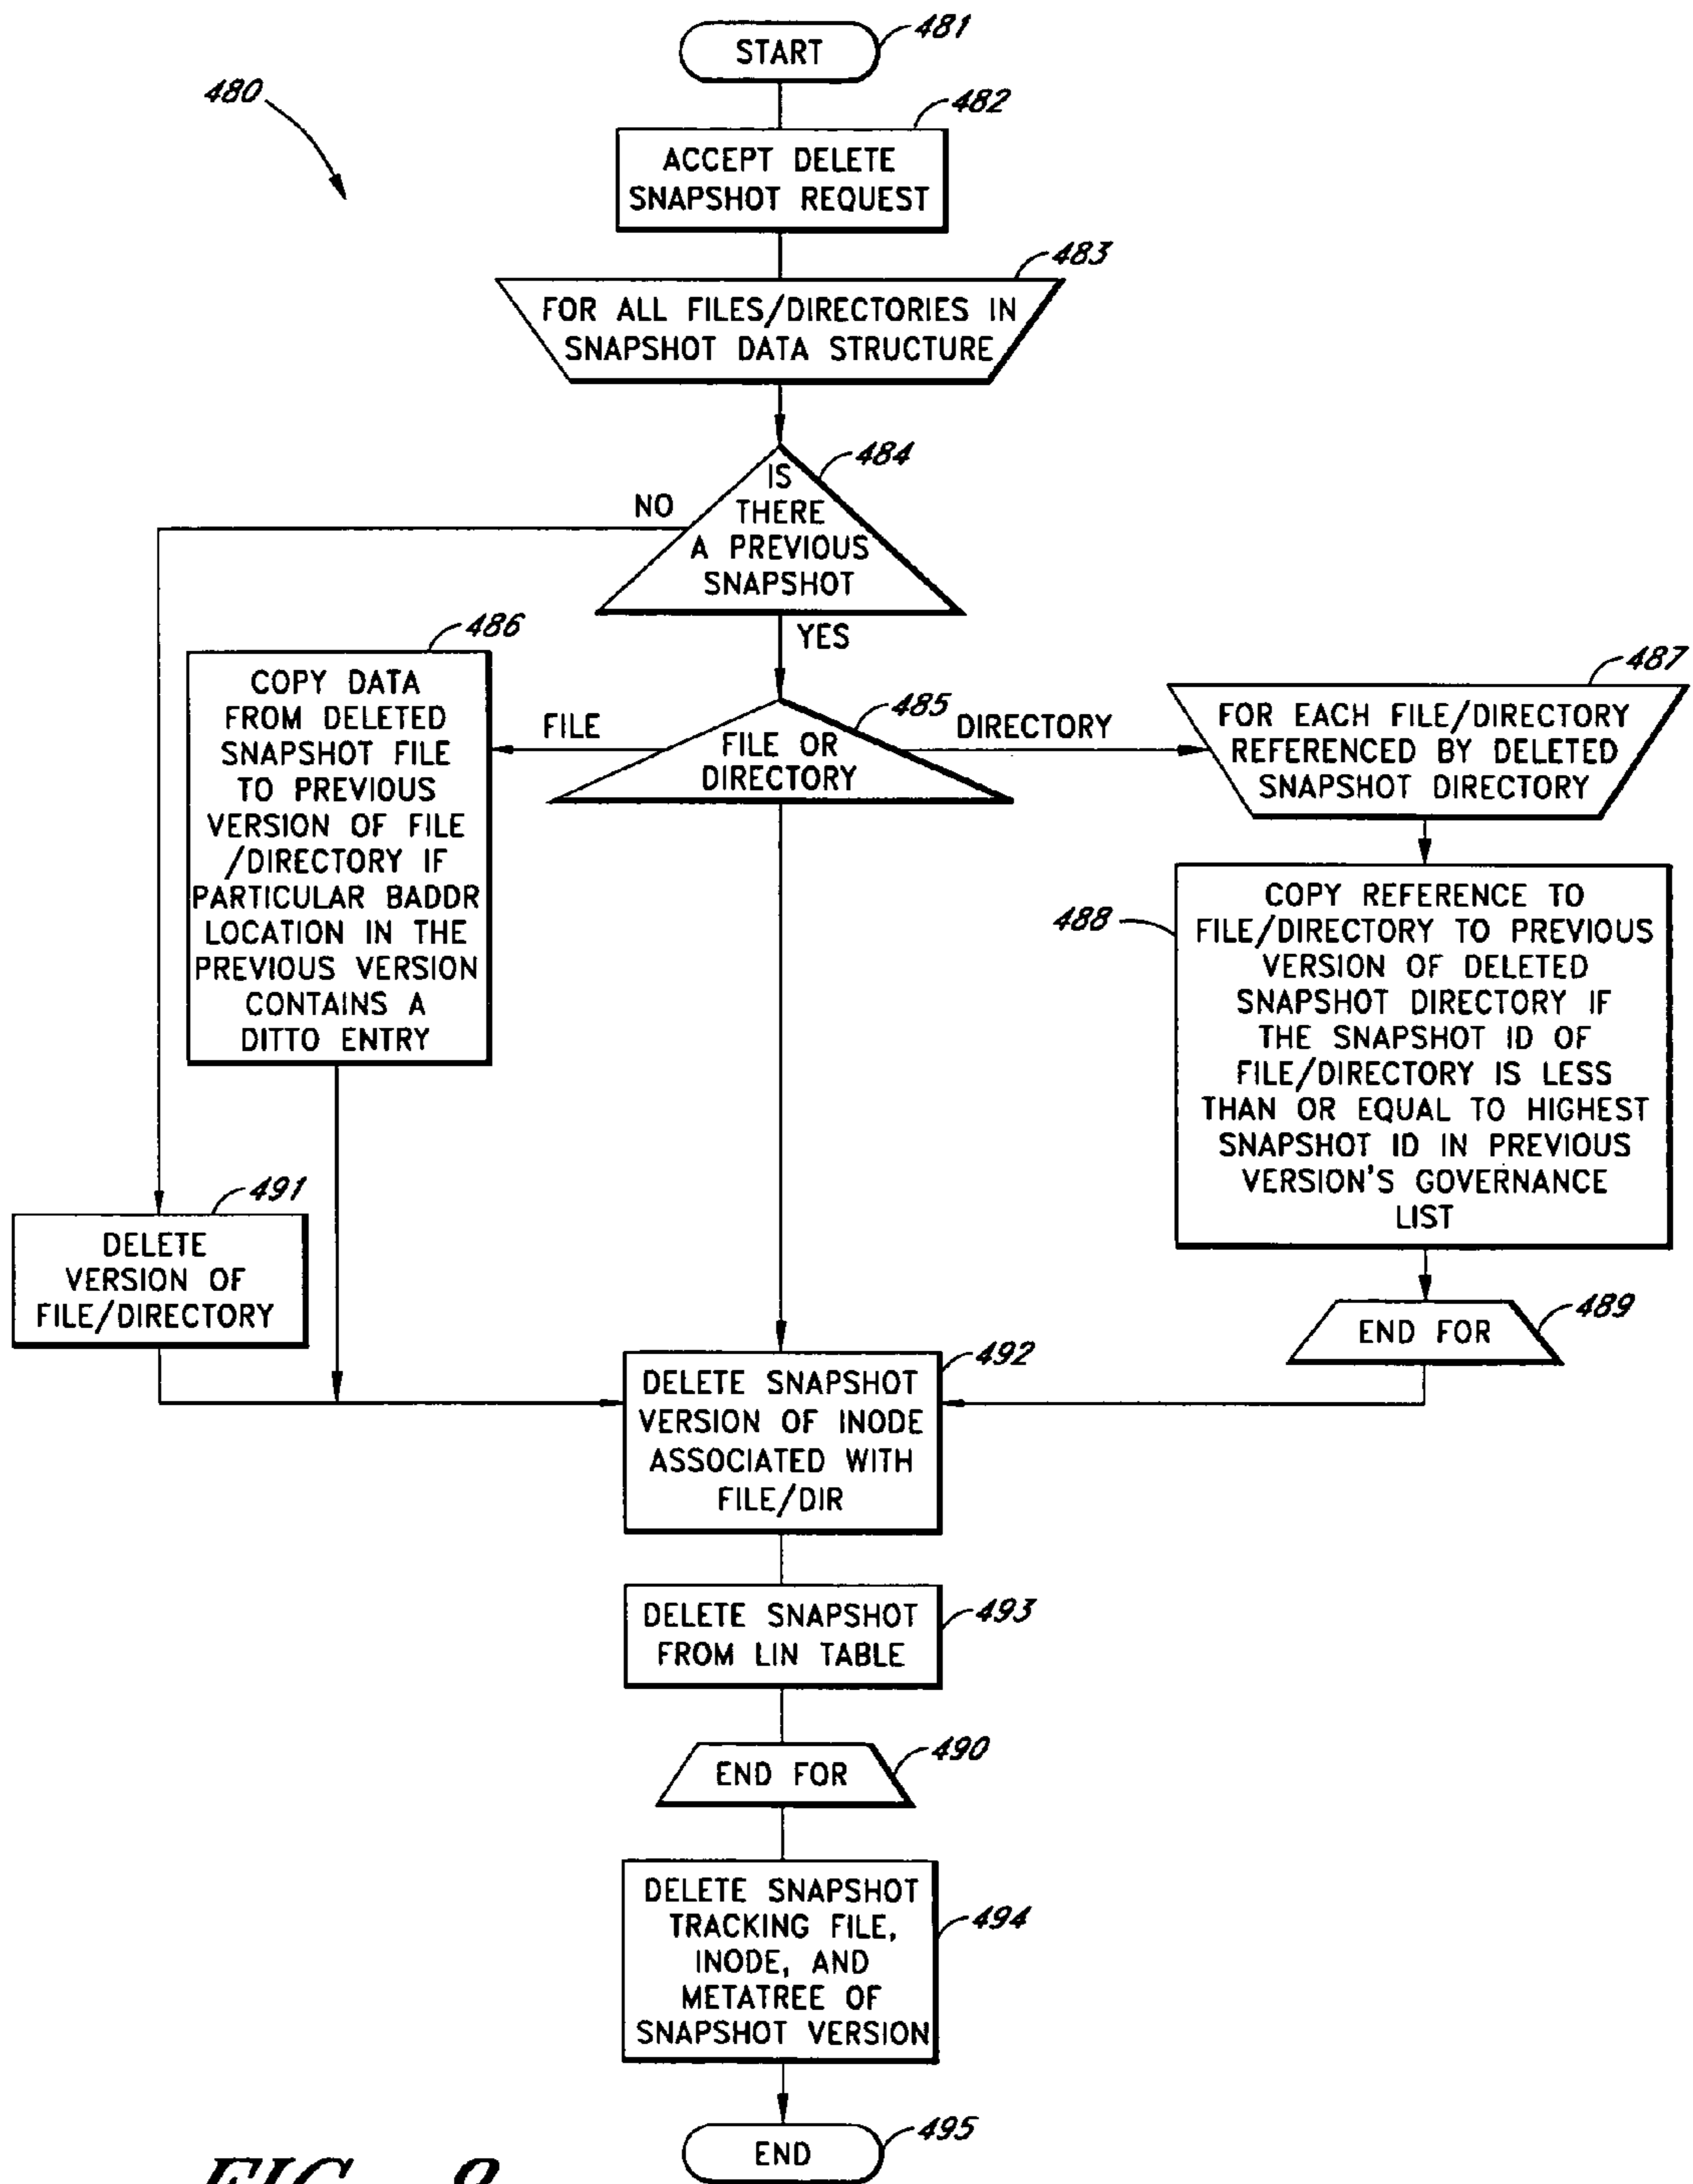 START
481
480
482
ACCEPT DELETE
SNAPSHOT REQUEST
483
FOR ALL FILES/DIRECTORIES IN
SNAPSHOT DATA STRUCTURE
484
IS
THERE
A PREVIOUS
SNAPSHOT
NO
YES
486
COPY DATA
FROM DELETED
SNAPSHOT FILE
TO PREVIOUS
VERSION OF FILE
/DIRECTORY IF
PARTICULAR BADDR
LOCATION IN THE
PREVIOUS VERSION
CONTAINS A
DITTO ENTRY
FILE
485
FILE OR
DIRECTORY
DIRECTORY
487
FOR EACH FILE/DIRECTORY
REFERENCED BY DELETED
SNAPSHOT DIRECTORY
488
COPY REFERENCE TO
FILE/DIRECTORY TO PREVIOUS
VERSION OF DELETED
SNAPSHOT DIRECTORY IF
THE SNAPSHOT ID OF
FILE/DIRECTORY IS LESS
THAN OR EQUAL TO HIGHEST
SNAPSHOT ID IN PREVIOUS
VERSION'S GOVERNANCE
LIST
491
DELETE
VERSION OF
FILE/DIRECTORY
489
END FOR
492
DELETE SNAPSHOT
VERSION OF INODE
ASSOCIATED WITH
FILE/DIR
493
DELETE SNAPSHOT
FROM LIN TABLE
490
END FOR
494
DELETE SNAPSHOT
TRACKING FILE,
INODE, AND
METATREE OF
SNAPSHOT VERSION
END
495